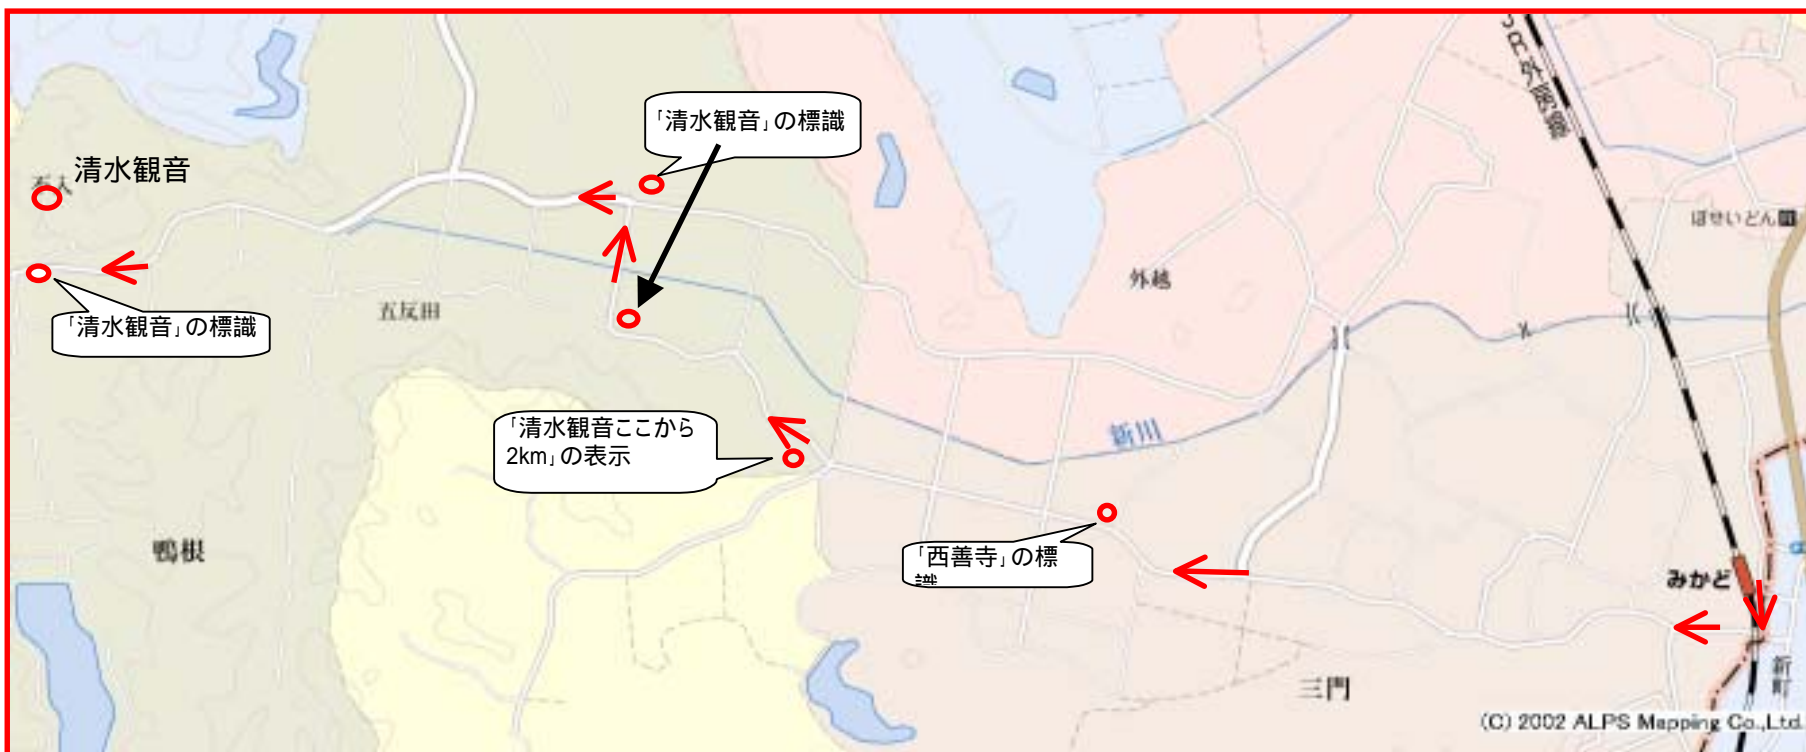 JR外房線
「清水観音」の標識
清水観音
ぽせいどん
外越
五反田
「清水観音」の標識
「清水観音ここから
2km」の表示
新川
鴨根
「西善寺」の標
識
みかど
新町
三門
(C) 2002 ALPS Mapping Co.,Ltd.